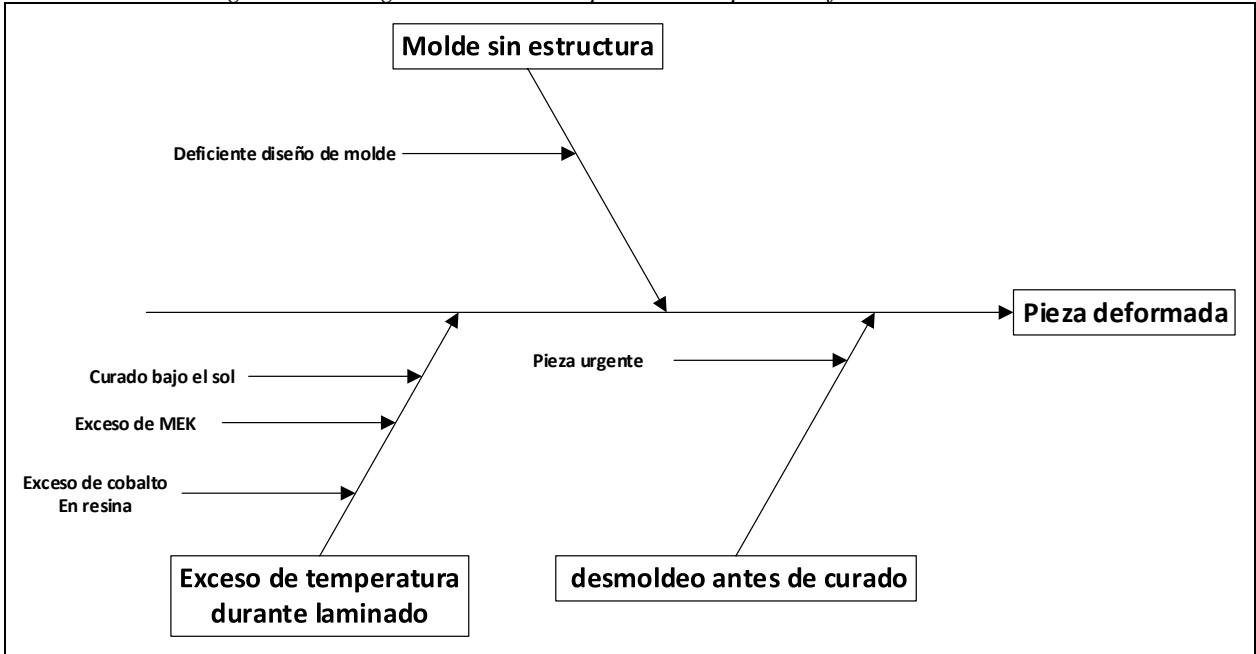 Molde sin estructura
Deficiente diseño de molde
Pieza deformada
Curado bajo el sol
Pieza urgente
Exceso de MEK
Exceso de cobalto
En resina
Exceso de temperatura
durante laminado
desmoldeo antes de curado